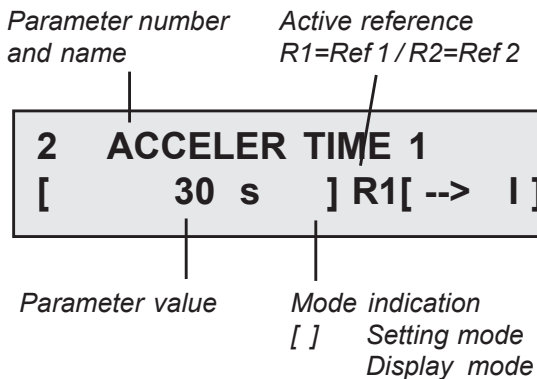 Parameter number
and name
Active reference
R1=Ref 1 / R2=Ref 2
2 ACCELER TIME 1
[ 30 s ] R1[ --> I ]
Parameter value
Mode indication
[ ] Setting mode
Display mode